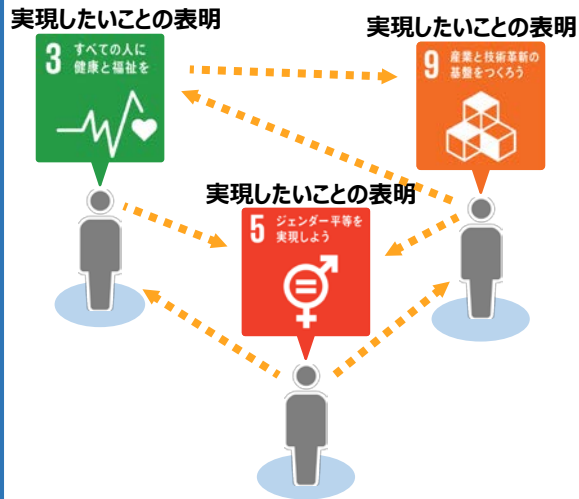 実現したいことの表明
3 すべての人に
健康と福祉を
実現したいことの表明
9 産業と技術革新の
基盤をつくろう
実現したいことの表明
5 ジェンダー平等を
実現しよう